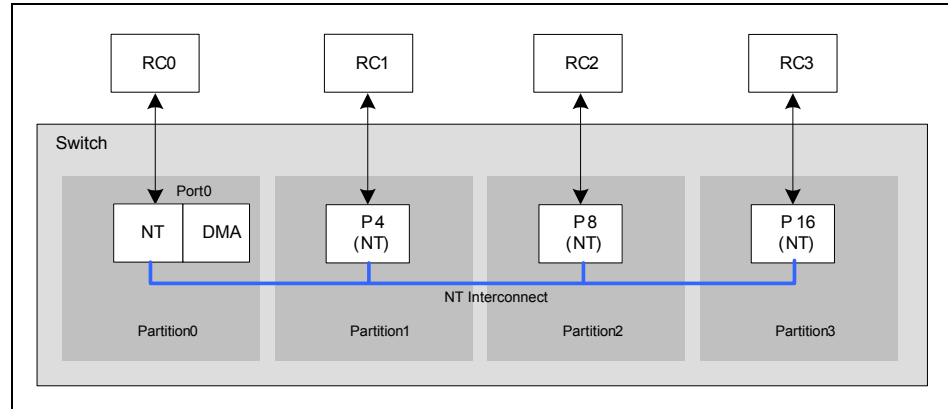 RC0
RC1
RC2
RC3
Switch
Port0
NT
DMA
P 4
(NT)
P 8
(NT)
P 16
(NT)
NT Interconnect
Partition0
Partition1
Partition2
Partition3